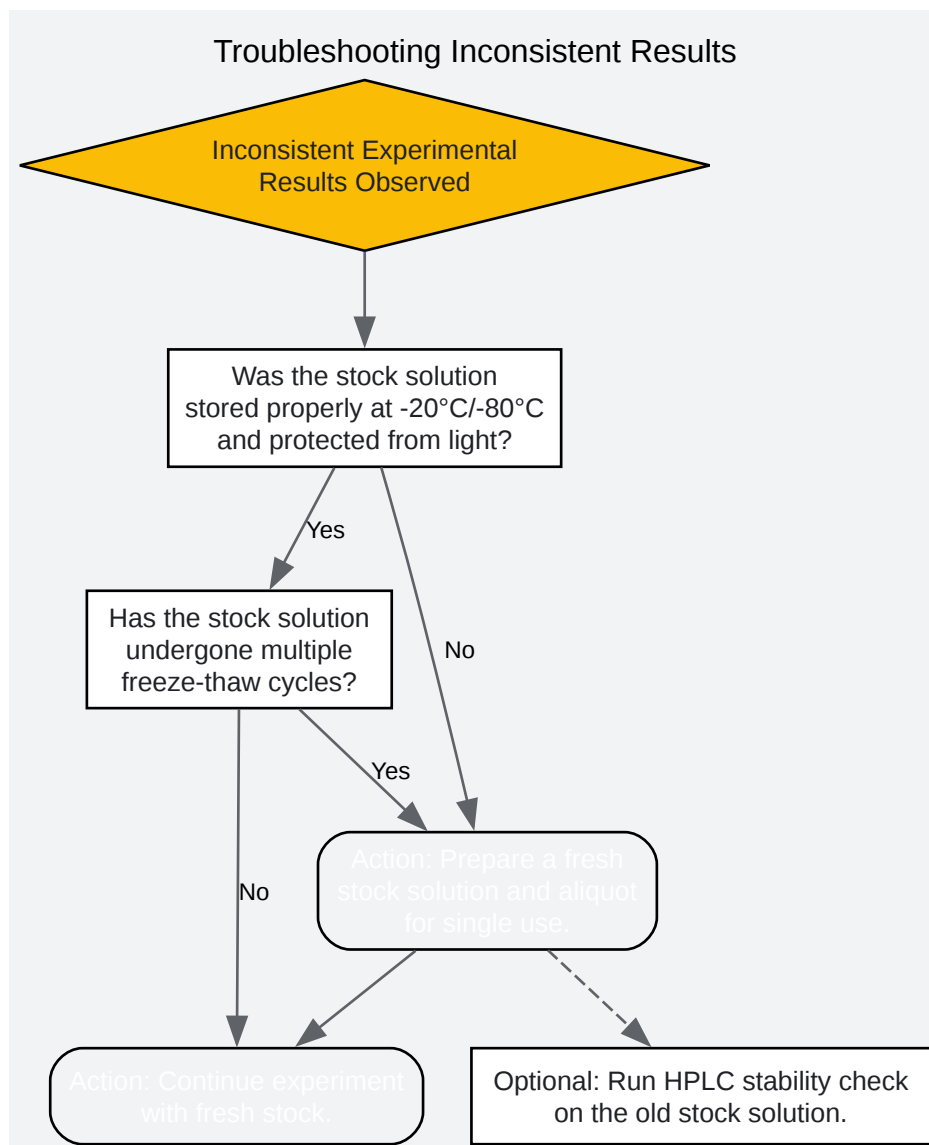 Troubleshooting Inconsistent Results
Inconsistent Experimental
Results Observed
Was the stock solution
stored properly at -20°C/-80°C
and protected from light?
Yes
Has the stock solution
undergone multiple
freeze-thaw cycles?
No
Yes
Action: Prepare a fresh
stock solution and aliquot
for single use.
No
Action: Continue experiment
with fresh stock.
Optional: Run HPLC stability check
on the old stock solution.